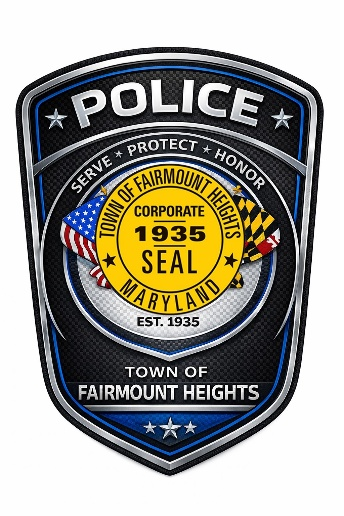 POLICE
SERVE ★ PROTECT ★ HONOR
TOWN OF FAIRMOUNT HEIGHTS
CORPORATE
1935
SEAL
MARYLAND
EST. 1935
TOWN OF
FAIRMOUNT HEIGHTS